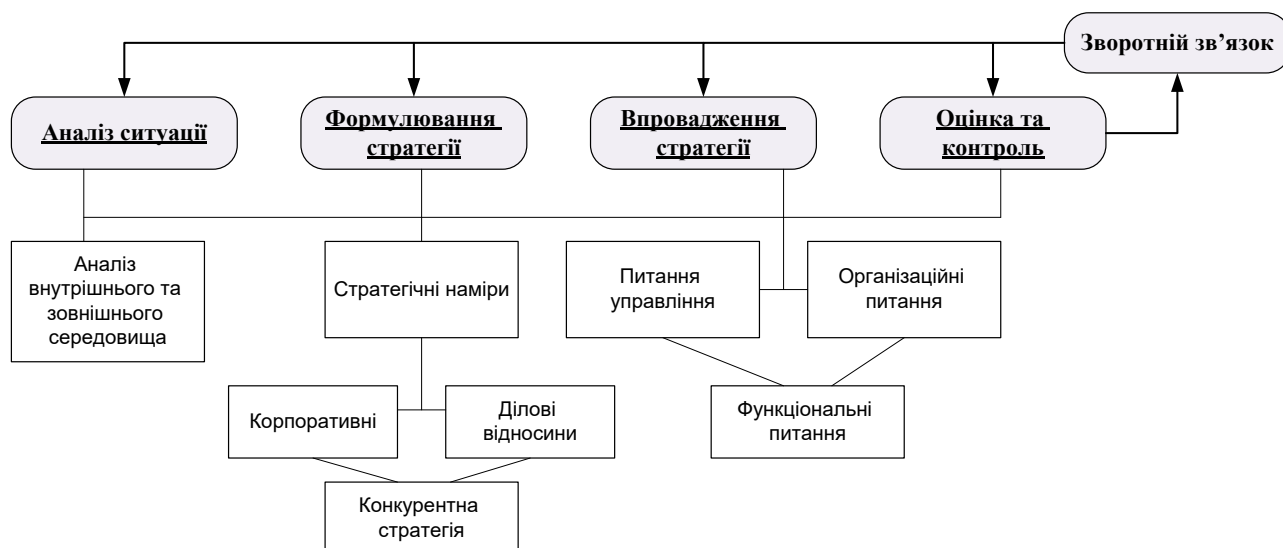 Зворотній зв’язок
Аналіз ситуації
Формулювання
стратегії
Впровадження
стратегії
Оцінка та
контроль
Аналіз
внутрішнього та
зовнішнього
середовища
Стратегічні наміри
Питання
управління
Організаційні
питання
Корпоративні
Ділові
відносини
Функціональні
питання
Конкурентна
стратегія